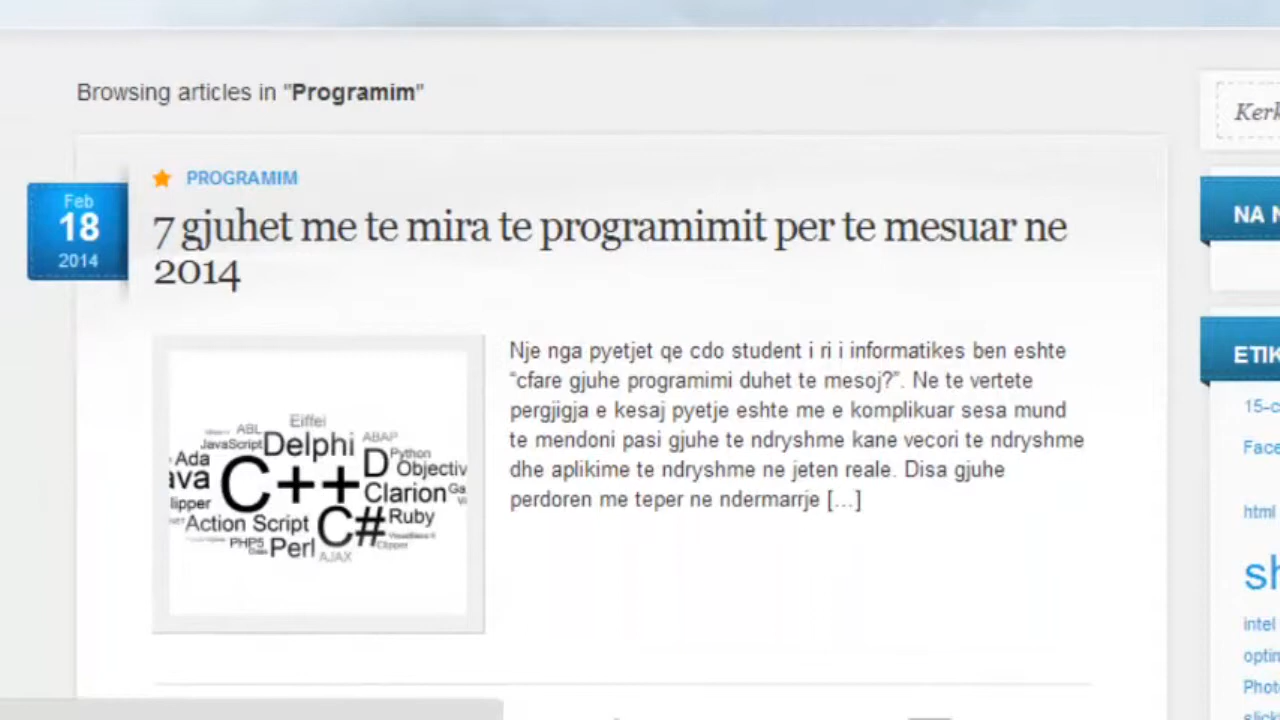 Browsing articles in "Programim"
Feb
18
2014
PROGRAMIM
7 gjuhet me te mira te programimit per te mesuar ne
2014
Nje nga pyetjet qe cdo student i ri i informatikes ben eshte
“cfare gjuhe programimi duhet te mesoj?”. Ne te vertete
pergjigja e kesaj pyetje eshte me e komplikuar sesa mund
te mendoni pasi gjuhe te ndryshme kane vecori te ndryshme
dhe aplikime te ndryshme ne jeten reale. Disa gjuhe
perdoren me teper ne ndermarrje [...]
Eiffel
ABL
JavaScript
Delphi
ABAP
Ada
C++
D
Python
Objectiv
ava
Clarion
Ga
lipper
Action Script
C#
Ruby
PHP5
Perl
AJAX
Clipper
Kerk
NA N
ETIK
15-c
Face
html
sh
intel
optim
Photo